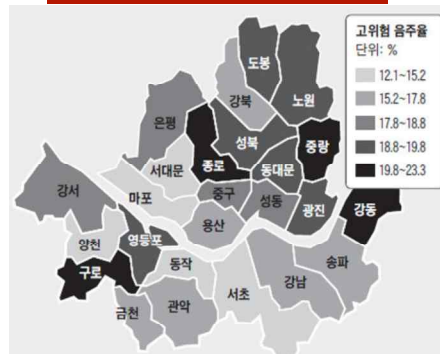 고위험 음주율
단위: %
12.1~15.2
15.2~17.8
17.8~18.8
18.8~19.8
19.8~23.3
도봉
노원
강북
은평
성북
중랑
서대문
종로
동대문
강서
마포
중구
성동
광진
강동
양천
영등포
용산
구로
동작
송파
강남
서초
금천
관악